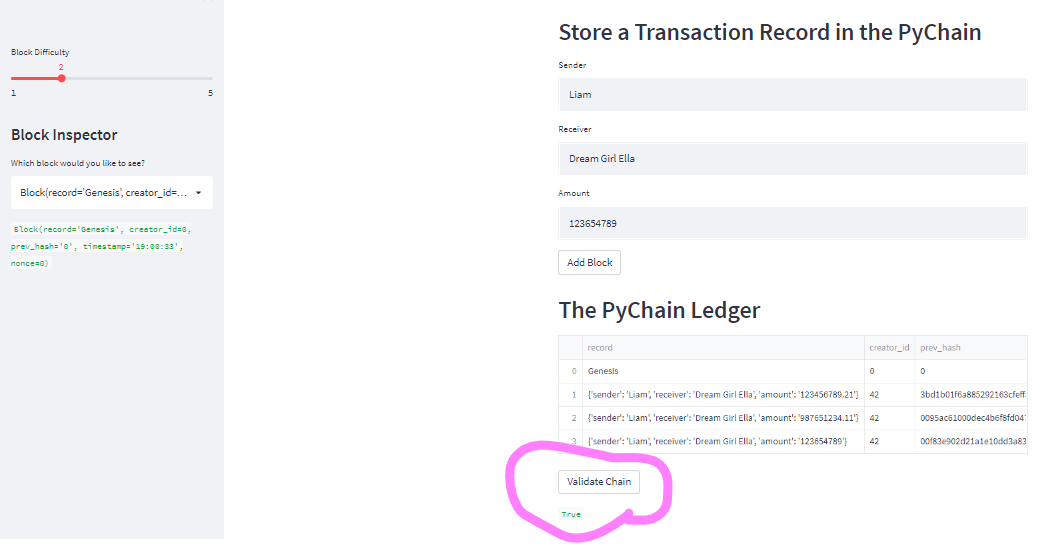 Block Difficulty
2
1 5
Block Inspector
Which block would you like to see?
Block(record='Genesis', creator_id=...
Block(record='Genesis', creator_id=0,
prev_hash='0', timestamp='19:00:33',
nonce=0)
Store a Transaction Record in the PyChain
Sender
Liam
Receiver
Dream Girl Ella
Amount
123654789
Add Block
The PyChain Ledger
record creator_id prev_hash
0 Genesis 0 0
1 {'sender': 'Liam', 'receiver': 'Dream Girl Ella', 'amount': '123456789.21'} 42 3bd1b01f6a885292163cfeff
2 {'sender': 'Liam', 'receiver': 'Dream Girl Ella', 'amount': '987651234.11'} 42 0095ac61000dec4b6f8fd047
3 {'sender': 'Liam', 'receiver': 'Dream Girl Ella', 'amount': '123654789'} 42 00f83e902d21a1e10dd3a83
Validate Chain
True